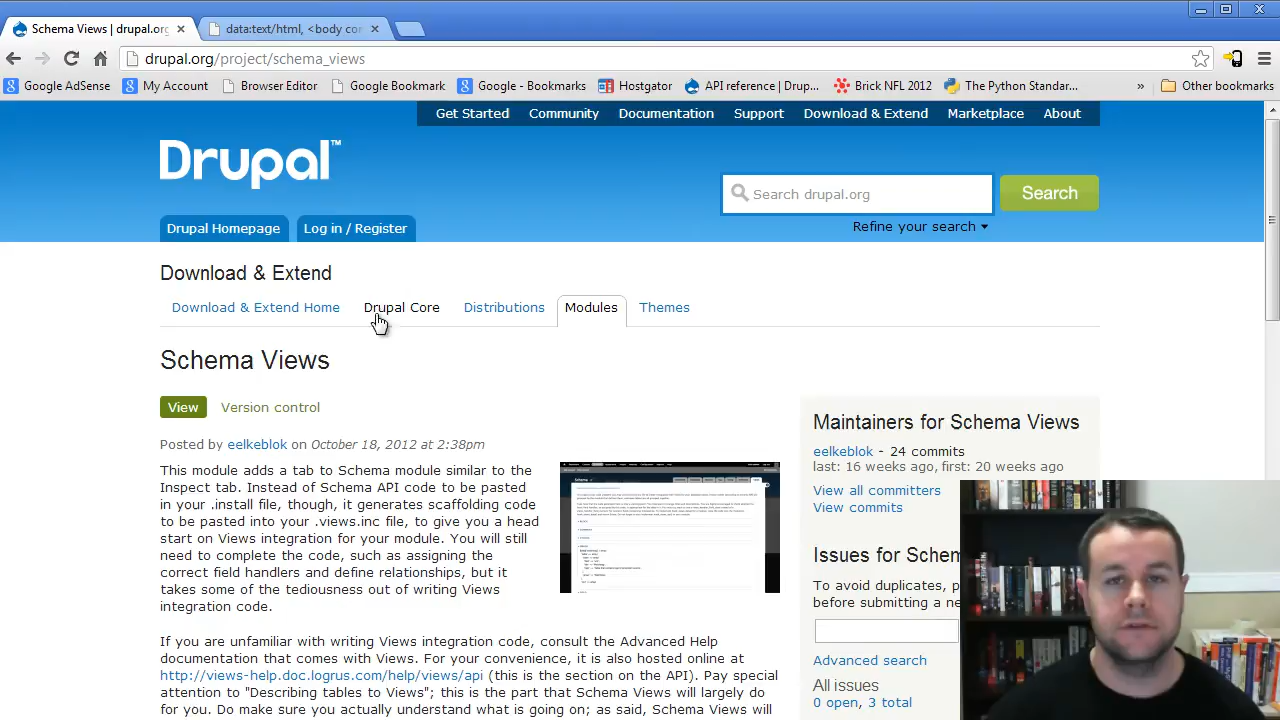 Schema Views | drupal.org
data:text/html, <body cor
drupal.org/project/schema_views
Google AdSense
My Account
Browser Editor
Google Bookmark
Google - Bookmarks
Hostgator
API reference | Drup...
Brick NFL 2012
The Python Standar...
»
Other bookmarks
Get Started
Community
Documentation
Support
Download & Extend
Marketplace
About
Drupal™
Search drupal.org
Search
Refine your search
Drupal Homepage
Log in / Register
Download & Extend
Download & Extend Home
Drupal Core
Distributions
Modules
Themes
Schema Views
View
Version control
Posted by eelkeblok on October 18, 2012 at 2:38pm
This module adds a tab to Schema module similar to the
Inspect tab. Instead of Schema API code to be pasted
in your install file, though, it generates scaffolding code
to be pasted into your .views.inc file, to give you a head
start on Views integration for your module. You will still
need to complete the code, such as assigning the
correct field handlers and define relationships, but it
takes some of the tediousness out of writing Views
integration code.
If you are unfamiliar with writing Views integration code, consult the Advanced Help
documentation that comes with Views. For your convenience, it is also hosted online at
http://views-help.doc.logrus.com/help/views/api (this is the section on the API). Pay special
attention to "Describing tables to Views"; this is the part that Schema Views will largely do
for you. Do make sure you actually understand what is going on; as said, Schema Views will
Maintainers for Schema Views
eelkeblok - 24 commits
last: 16 weeks ago, first: 20 weeks ago
View all committers
View commits
Issues for Schem
To avoid duplicates, p
before submitting a ne
Advanced search
All issues
0 open, 3 total